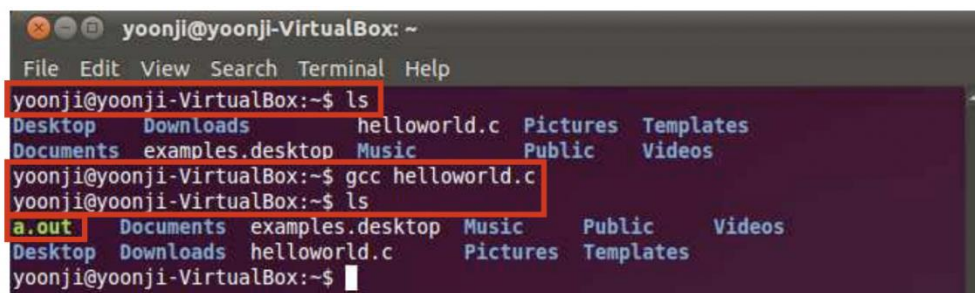 yoonji@yoonji-VirtualBox: ~
File Edit View Search Terminal Help
yoonji@yoonji-VirtualBox:~$ ls
Desktop Downloads helloworld.c Pictures Templates
Documents examples.desktop Music Public Videos
yoonji@yoonji-VirtualBox:~$ gcc helloworld.c
yoonji@yoonji-VirtualBox:~$ ls
a.out Documents examples.desktop Music Public Videos
Desktop Downloads helloworld.c Pictures Templates
yoonji@yoonji-VirtualBox:~$